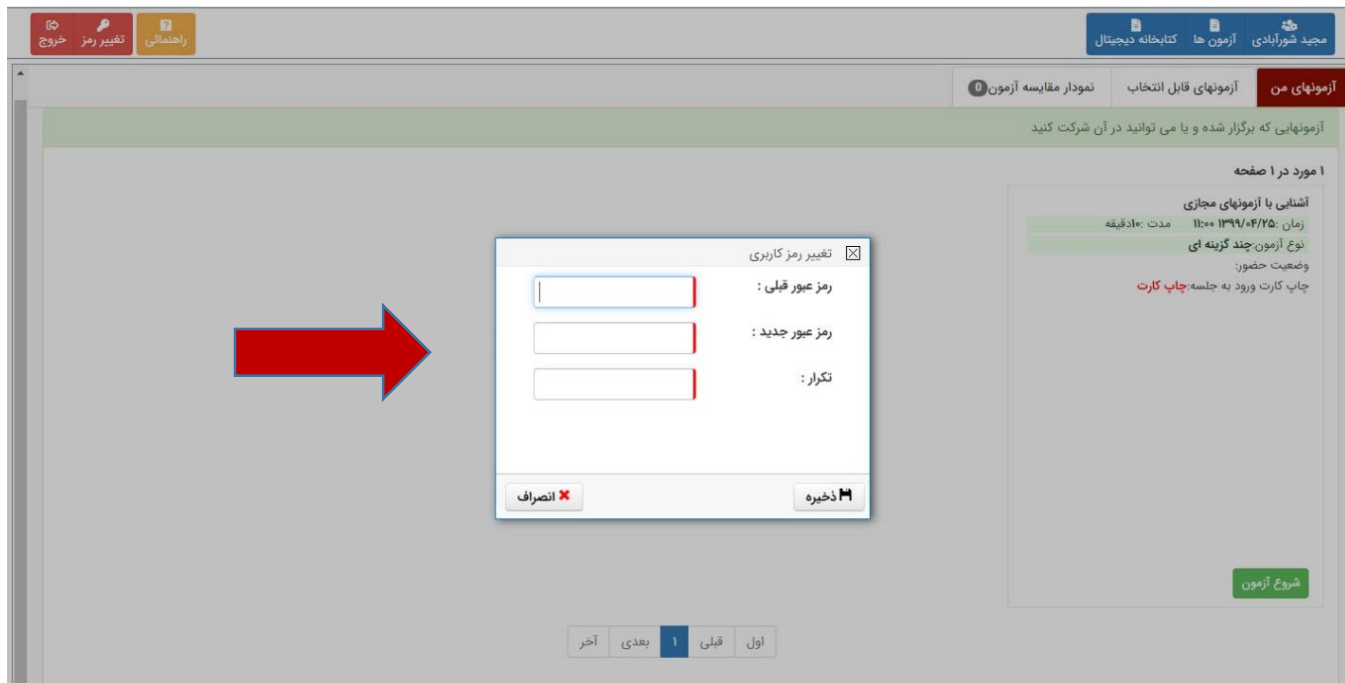 مجید شورآبادی
آزمون ها
کتابخانه دیجیتال
راهنمائی
تغییر رمز
خروج
آزمونهای من
آزمونهای قابل انتخاب
نمودار مقایسه آزمون 0
آزمونهایی که برگزار شده و یا می توانید در آن شرکت کنید
۱ مورد در ۱ صفحه
آشنایی با آزمونهای مجازی
زمان :۱۳۹۹/۰۴/۲۵ ۱۱:۰۰ مدت :۱۰دقیقه
نوع آزمون:چند گزینه ای
وضعیت حضور:
چاپ کارت ورود به جلسه:چاپ کارت
شروع آزمون
تغییر رمز کاربری
رمز عبور قبلی :
رمز عبور جدید :
تکرار :
ذخیره
انصراف
اول قبلی ۱ بعدی آخر